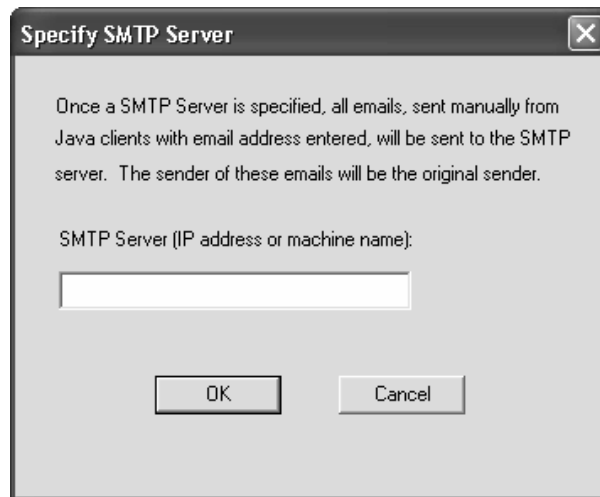 Specify SMTP Server
Once a SMTP Server is specified, all emails, sent manually from
Java clients with email address entered, will be sent to the SMTP
server. The sender of these emails will be the original sender.
SMTP Server (IP address or machine name):
OK
Cancel